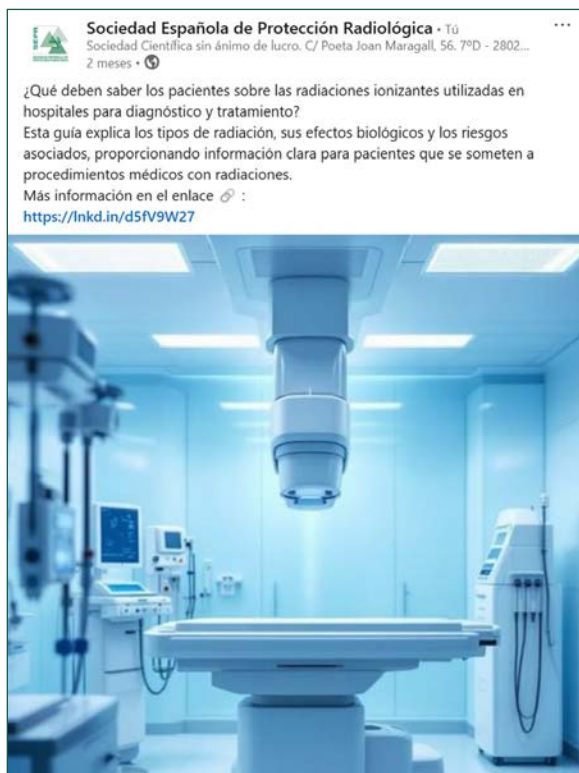 Sociedad Española de Protección Radiológica • Tú
Sociedad Científica sin ánimo de lucro. C/ Poeta Joan Maragall, 56. 7ºD - 2802...
2 meses •
¿Qué deben saber los pacientes sobre las radiaciones ionizantes utilizadas en
hospitales para diagnóstico y tratamiento?
Esta guía explica los tipos de radiación, sus efectos biológicos y los riesgos
asociados, proporcionando información clara para pacientes que se someten a
procedimientos médicos con radiaciones.
Más información en el enlace 🔗 :
https://lnkd.in/d5fV9W27